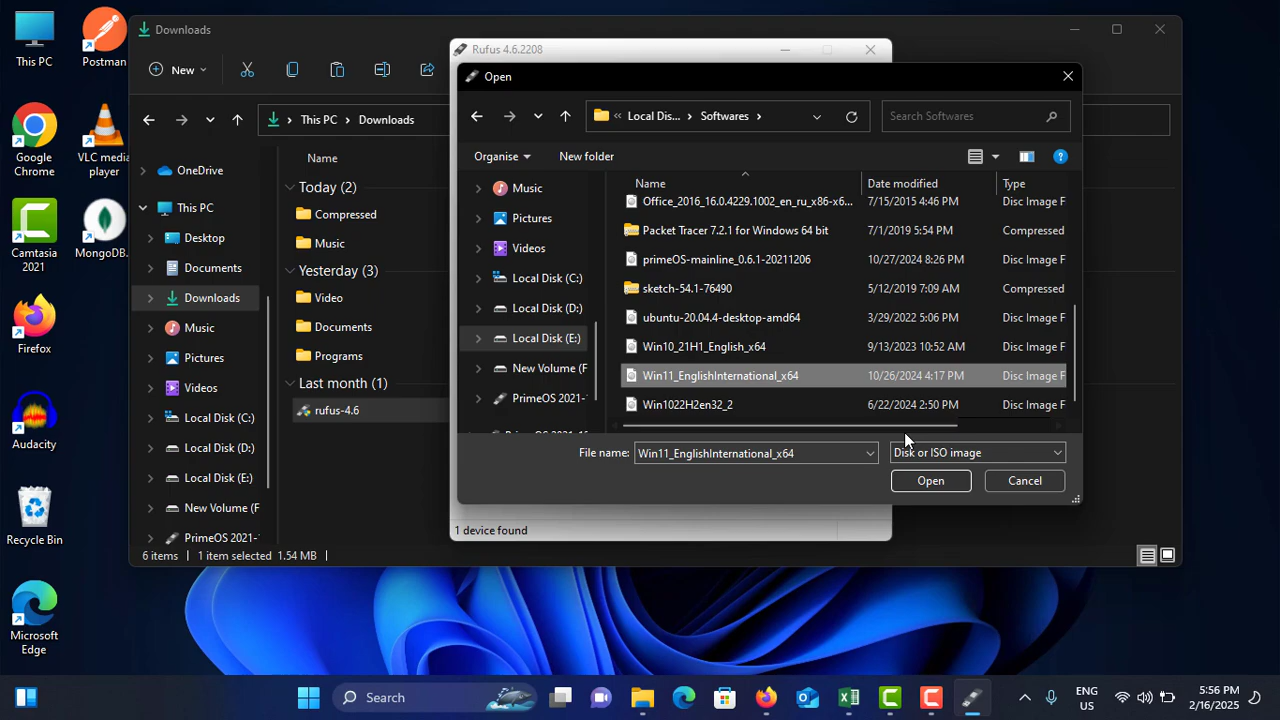 This PC
Postman
Google
Chrome
VLC media
player
Camtasia
2021
MongoDB.
Firefox
Audacity
Recycle Bin
Microsoft
Edge
Downloads
New
This PC
Downloads
Name
OneDrive
This PC
Desktop
Documents
Downloads
Music
Pictures
Videos
Local Disk (C:)
Local Disk (D:)
Local Disk (E:)
New Volume (F
PrimeOS 2021-1
Today (2)
Compressed
Music
Yesterday (3)
Video
Documents
Programs
Last month (1)
rufus-4.6
6 items
1 item selected 1.54 MB
Rufus 4.6.2208
1 device found
Open
« Local Dis...
Softwares
Search Softwares
Organise
New folder
Music
Pictures
Videos
Local Disk (C:)
Local Disk (D:)
Local Disk (E:)
New Volume (F
PrimeOS 2021-
Name Date modified Type
Office_2016_16.0.4229.1002_en_ru_x86-x6... 7/15/2015 4:46 PM Disc Image F
Packet Tracer 7.2.1 for Windows 64 bit 7/1/2019 5:54 PM Compressed
primeOS-mainline_0.6.1-20211206 10/27/2024 8:26 PM Disc Image F
sketch-54.1-76490 5/12/2019 7:09 AM Compressed
ubuntu-20.04.4-desktop-amd64 3/29/2022 5:06 PM Disc Image F
Win10_21H1_English_x64 9/13/2023 10:52 AM Disc Image F
Win11_EnglishInternational_x64 10/26/2024 4:17 PM Disc Image F
Win1022H2en32_2 6/22/2024 2:50 PM Disc Image F
File name: Win11_EnglishInternational_x64
Disk or ISO image
Open
Cancel
Search
ENG
US
5:56 PM
2/16/2025